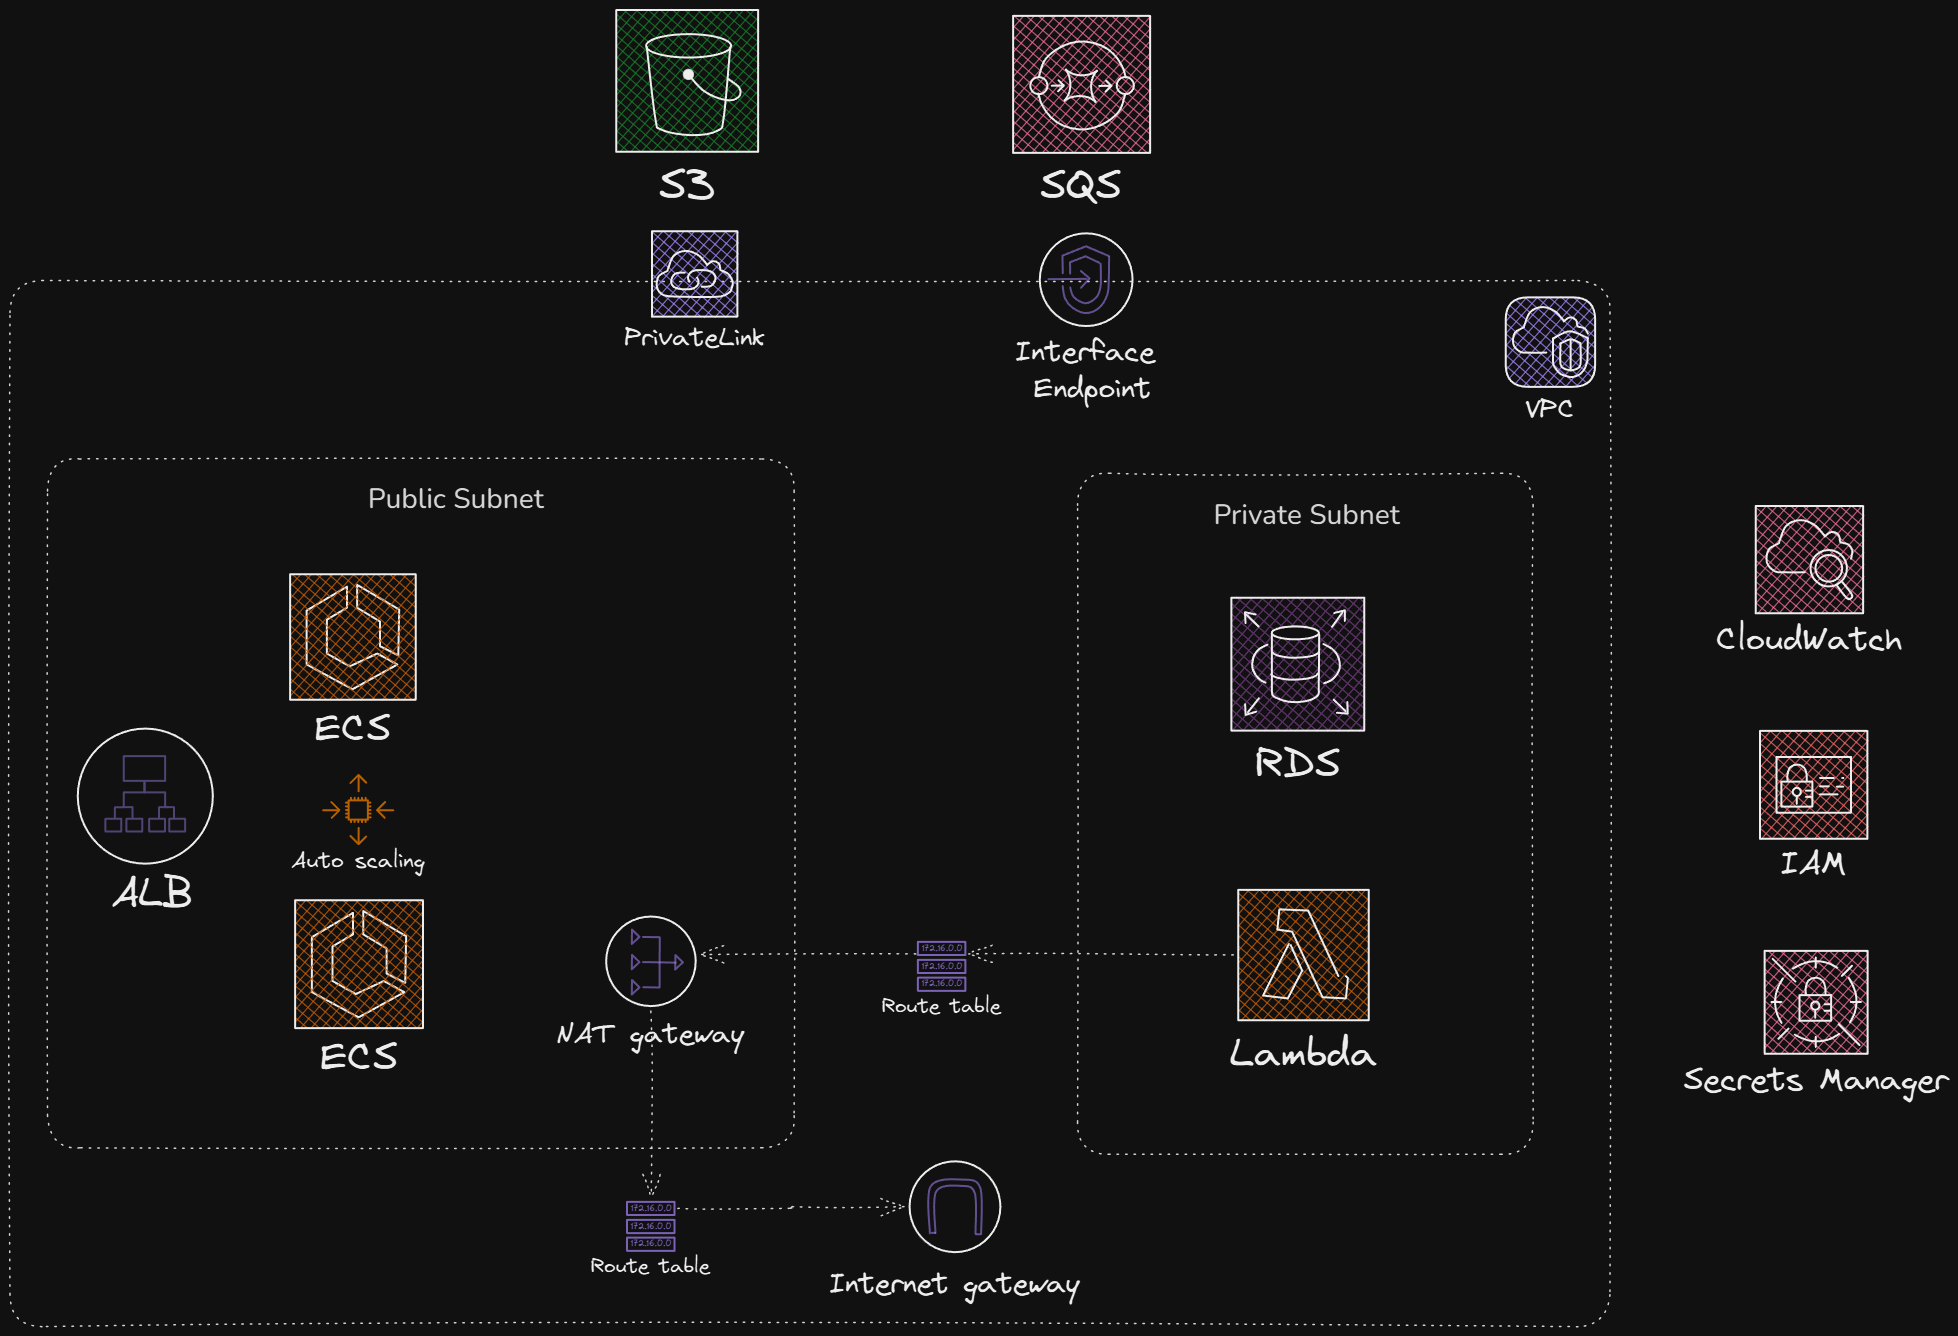 S3
SQS
PrivateLink
Interface
Endpoint
VPC
Public Subnet
Private Subnet
ECS
CloudWatch
RDS
Auto scaling
ALB
IAM
172.16.0.0
172.16.0.0
172.16.0.0
Route table
NAT gateway
ECS
Lambda
Secrets Manager
172.16.0.0
172.16.0.0
172.16.0.0
Route table
Internet gateway